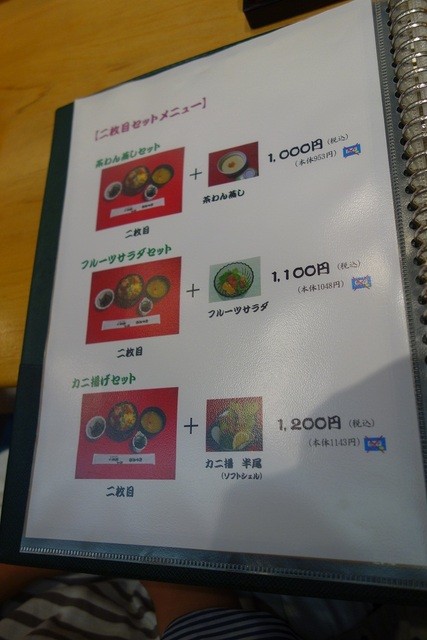 【二枚目セットメニュー】
茶わん蒸しセット
二枚目
+
茶わん蒸し
1,000円（税込）
（本体953円）
フルーツサラダセット
二枚目
+
フルーツサラダ
1,100円（税込）
（本体1048円）
カニ揚げセット
二枚目
+
カニ揚 半尾
（ソフトシェル）
1,200円（税込）
（本体1143円）